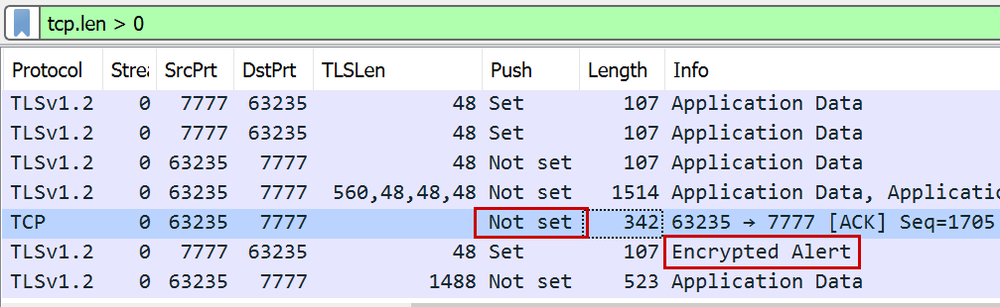 tcp.len > 0
Protocol Strea SrcPrt DstPrt TLSLen Push Length Info
TLSv1.2 0 7777 63235 48 Set 107 Application Data
TLSv1.2 0 7777 63235 48 Set 107 Application Data
TLSv1.2 0 63235 7777 48 Not set 107 Application Data
TLSv1.2 0 63235 7777 560,48,48,48 Not set 1514 Application Data, Applicatio
TCP 0 63235 7777 Not set 342 63235 → 7777 [ACK] Seq=1705
TLSv1.2 0 7777 63235 48 Set 107 Encrypted Alert
TLSv1.2 0 63235 7777 1488 Not set 523 Application Data